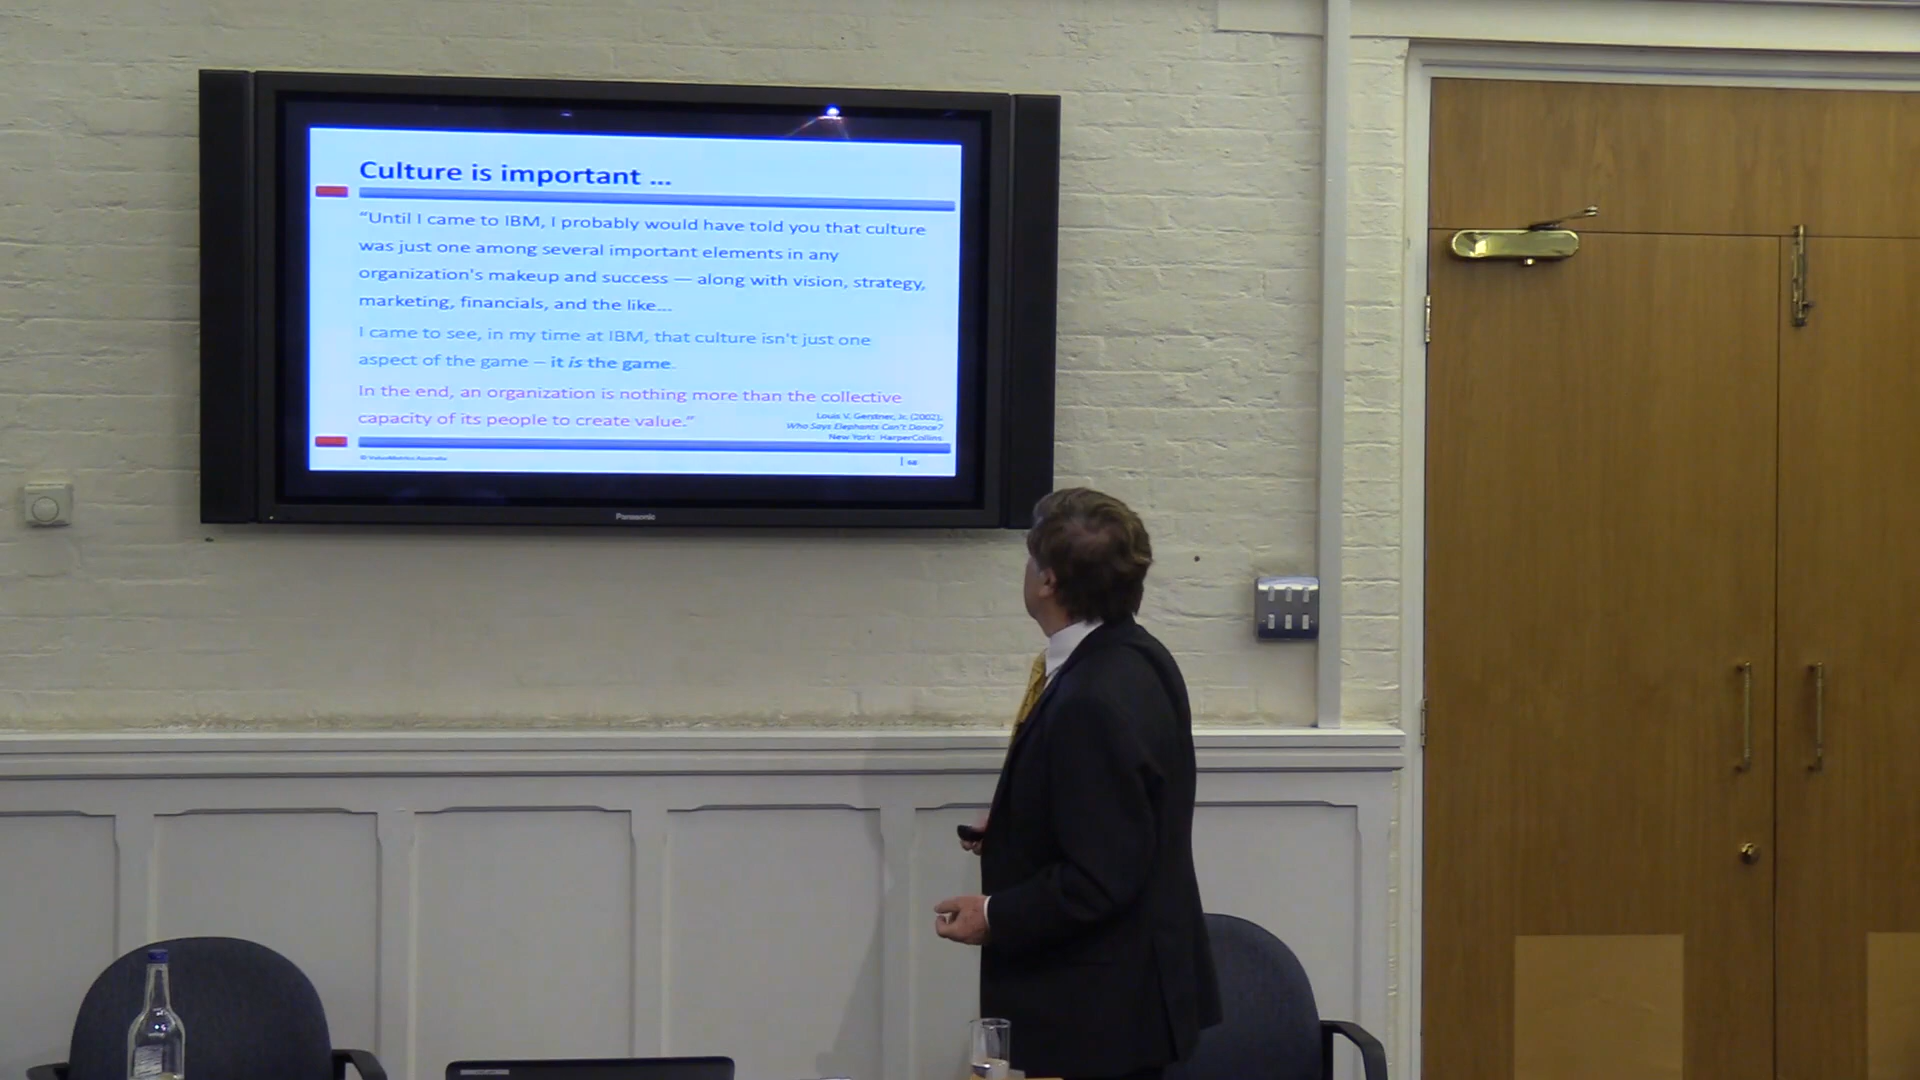 Culture is important ...
“Until I came to IBM, I probably would have told you that culture
was just one among several important elements in any
organization's makeup and success — along with vision, strategy,
marketing, financials, and the like...
I came to see, in my time at IBM, that culture isn't just one
aspect of the game – it is the game.
In the end, an organization is nothing more than the collective
capacity of its people to create value.”
Louis V. Gerstner, Jr. (2002),
Who Says Elephants Can't Dance?
New York: HarperCollins
© ValueMetrics Australia
68
Panasonic